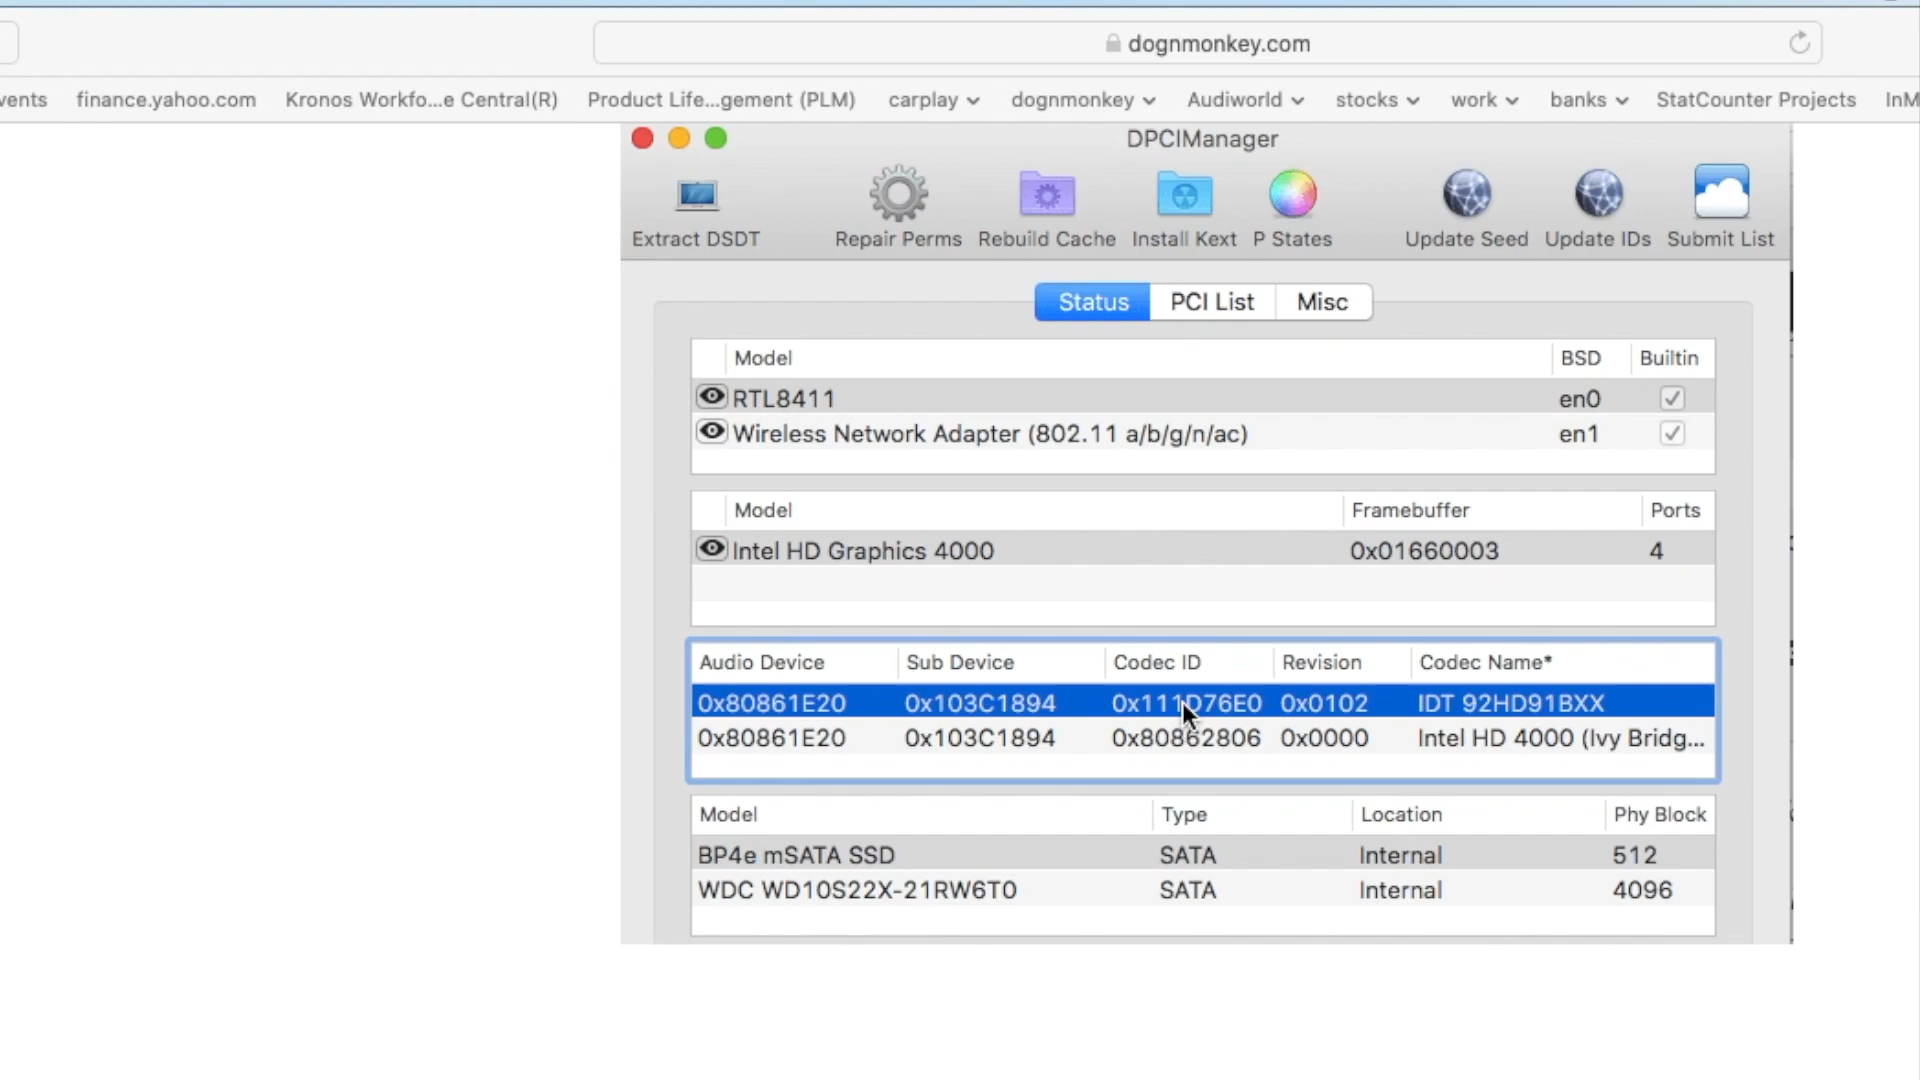 dognmonkey.com
vents finance.yahoo.com Kronos Workfo...e Central(R) Product Life...gement (PLM) carplay dognmonkey Audiworld stocks work banks StatCounter Projects InM
DPCIManager
Extract DSDT Repair Perms Rebuild Cache Install Kext P States Update Seed Update IDs Submit List
Status PCI List Misc
Model BSD Builtin
RTL8411 en0
Wireless Network Adapter (802.11 a/b/g/n/ac) en1
Model Framebuffer Ports
Intel HD Graphics 4000 0x01660003 4
Audio Device Sub Device Codec ID Revision Codec Name*
0x80861E20 0x103C1894 0x111D76E0 0x0102 IDT 92HD91BXX
0x80861E20 0x103C1894 0x80862806 0x0000 Intel HD 4000 (Ivy Bridg...
Model Type Location Phy Block
BP4e mSATA SSD SATA Internal 512
WDC WD10S22X-21RW6T0 SATA Internal 4096